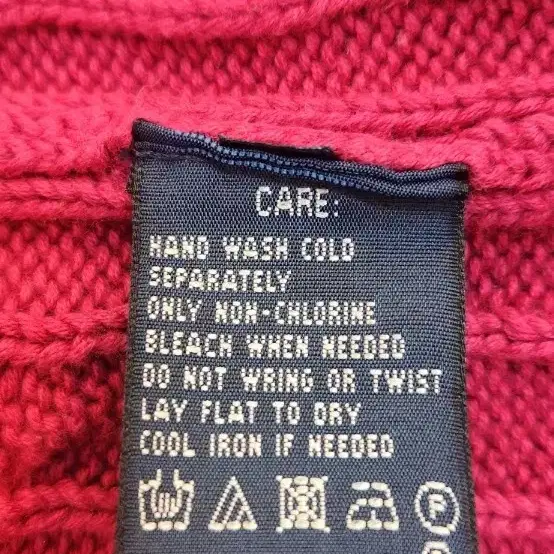 CARE:
HAND WASH COLD
SEPARATELY
ONLY NON-CHLORINE
BLEACH WHEN NEEDED
DO NOT WRING OR TWIST
LAY FLAT TO DRY
COOL IRON IF NEEDED
P